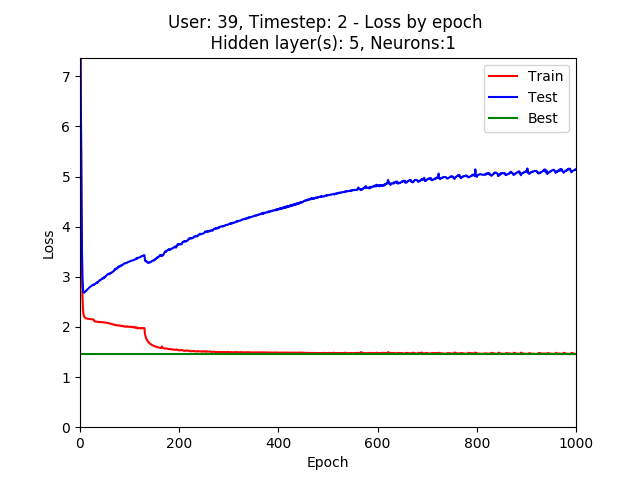 User: 39, Timestep: 2 - Loss by epoch
Hidden layer(s): 5, Neurons:1
Train
Test
Best
7
6
5
4
3
2
1
0
Loss
0
200
400
600
800
1000
Epoch